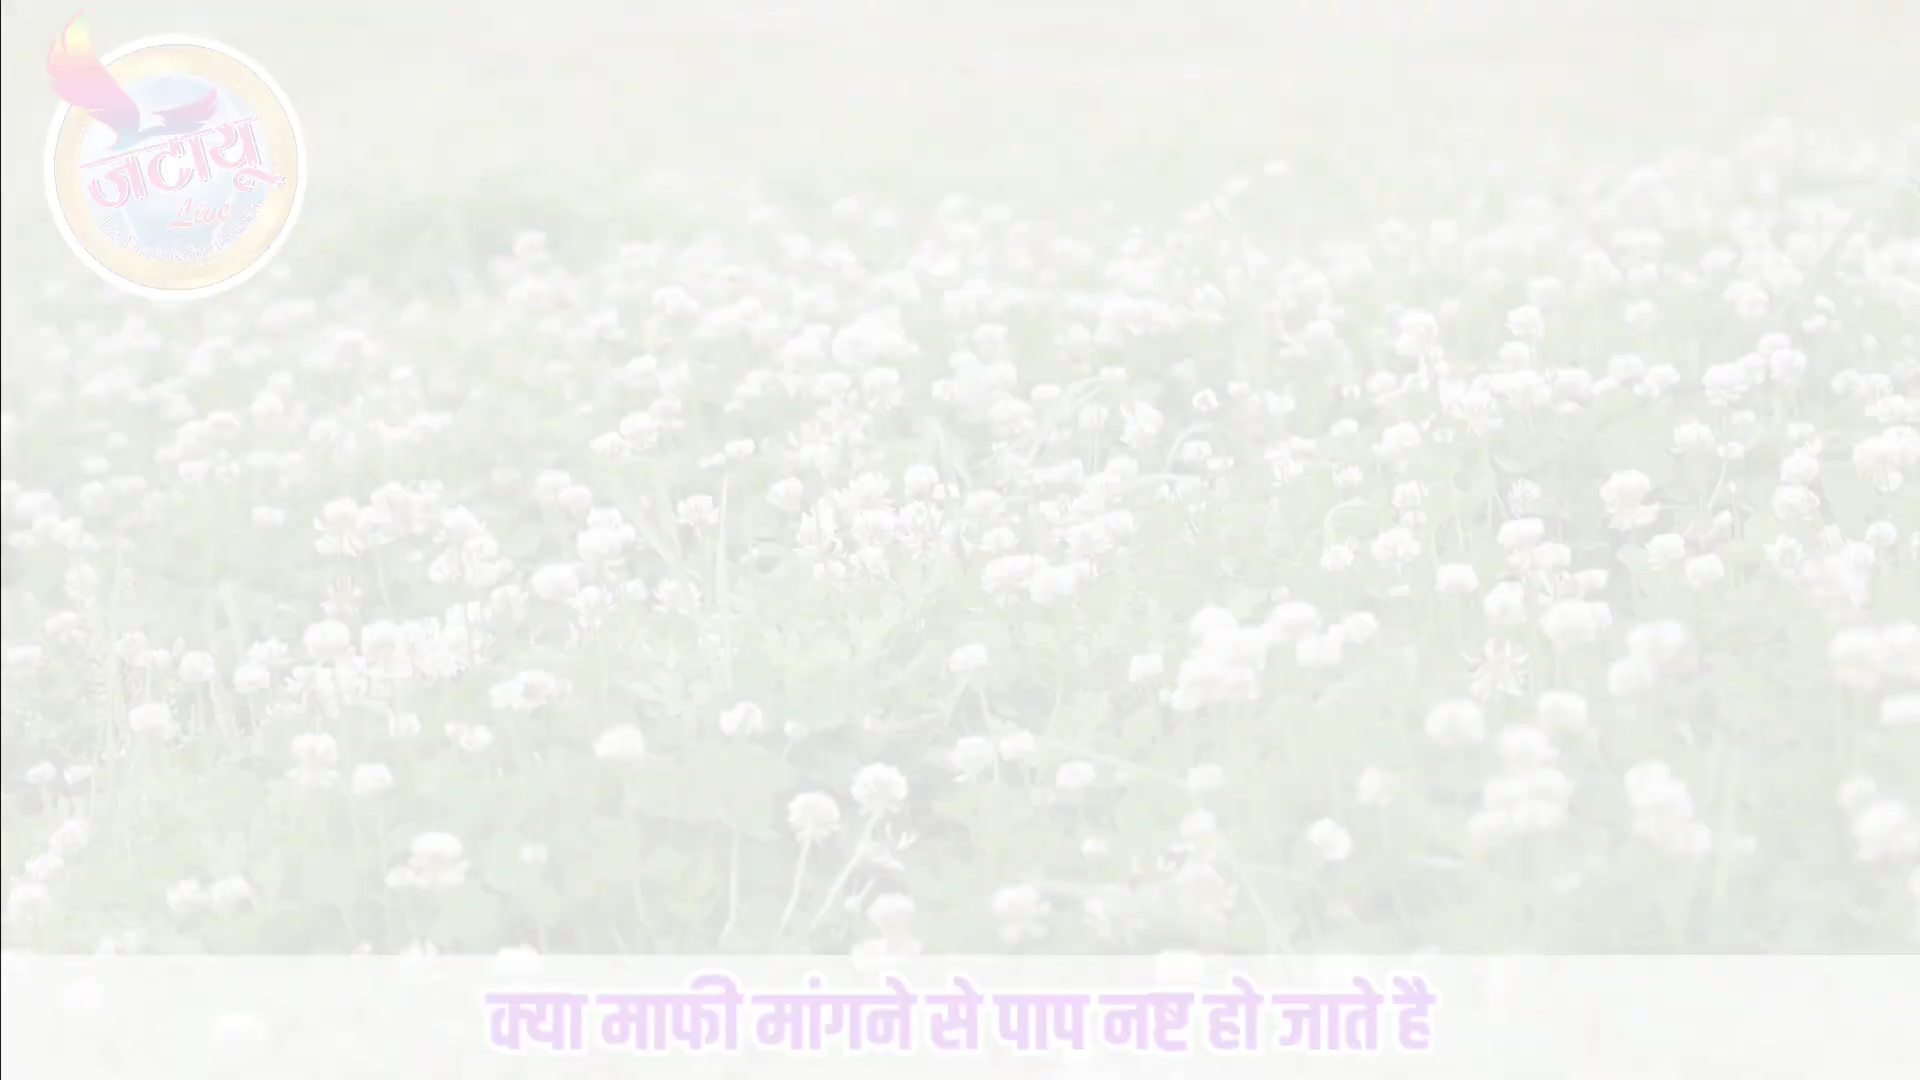 जटायू
Live
क्या माफी मांगने से पाप नष्ट हो जाते है